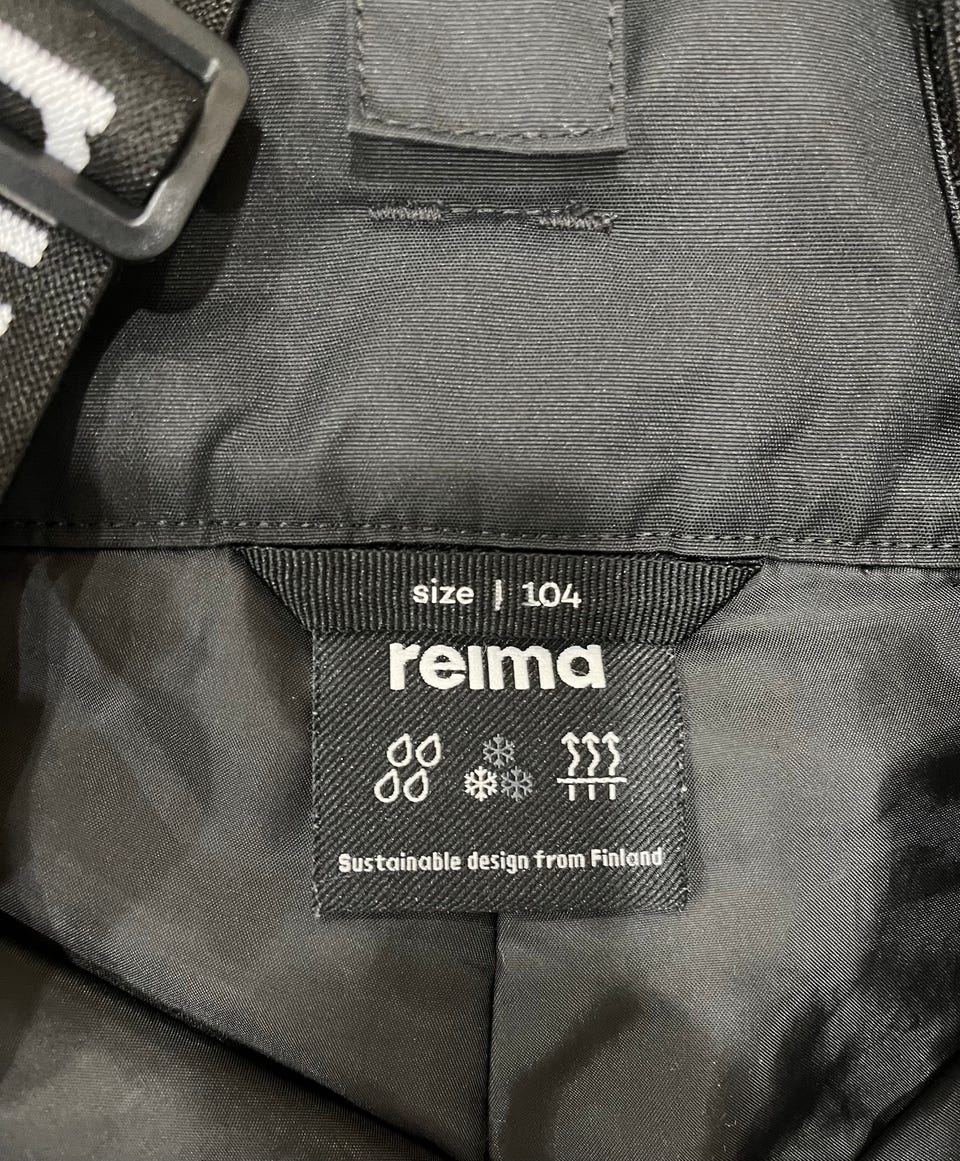 size | 104
reima
Sustainable design from Finland